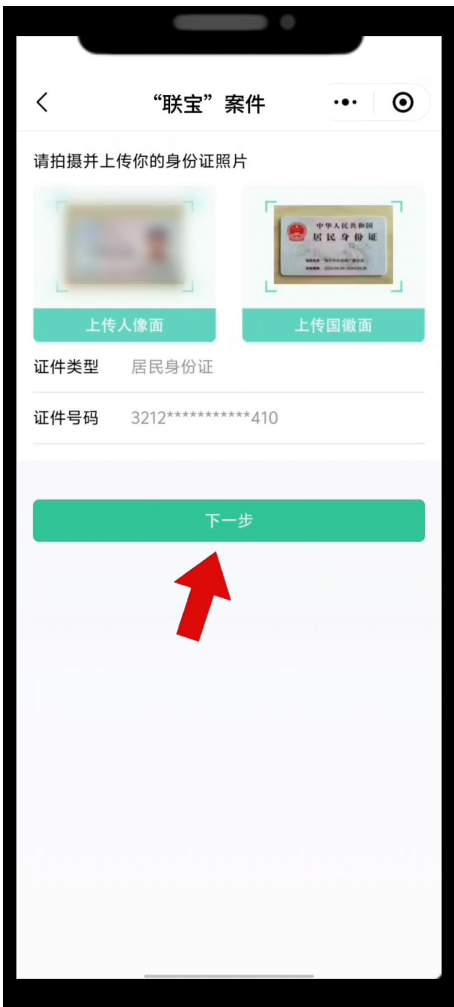 “联宝”案件
请拍摄并上传你的身份证照片
中华人民共和国
居民身份证
上传人像面
上传国徽面
证件类型 居民身份证
证件号码 3212***********410
下一步